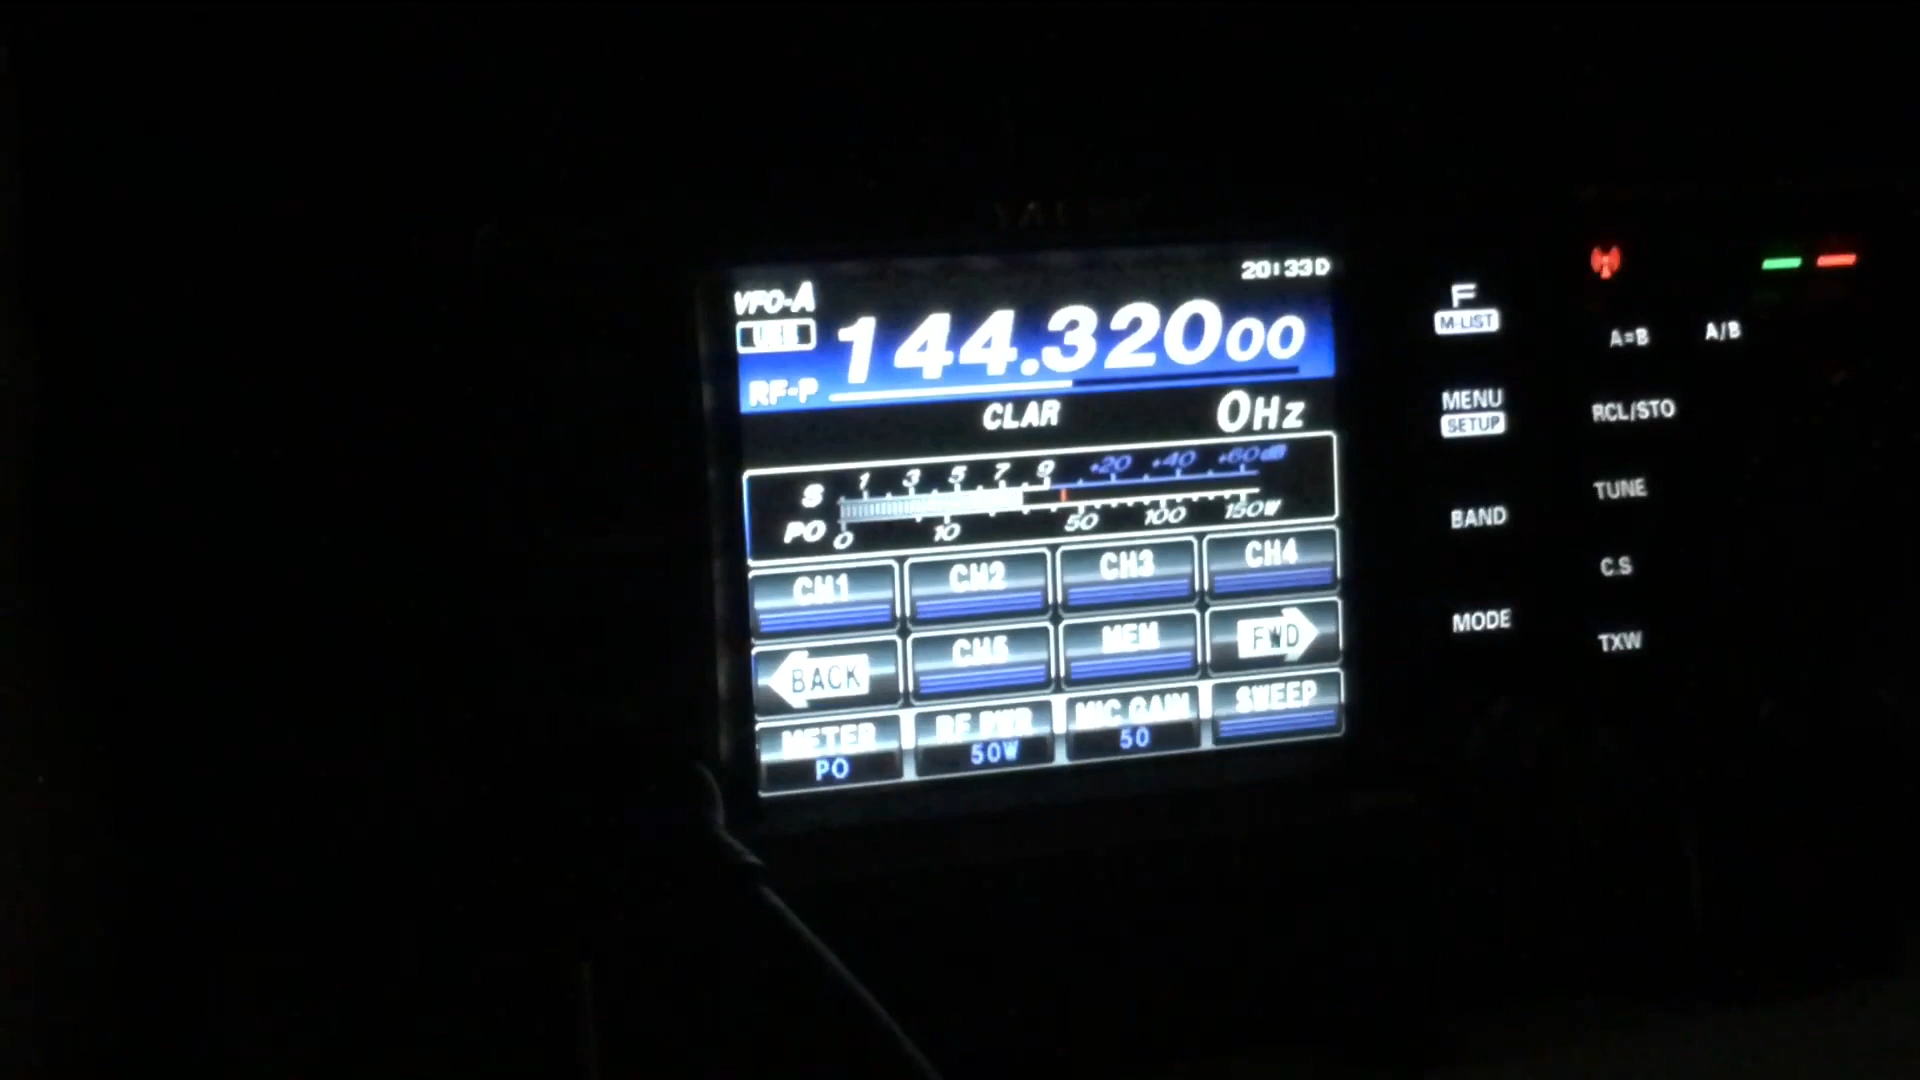 20:33D
VFO-A
USB
144.32000
RF-P
CLAR 0Hz
S 1 3 5 7 9 +20 +40 +60dB
PO 0 10 50 100 150W
CH1 CH2 CH3 CH4
BACK CH5 MEM FWD
METER RF PWR MIC GAIN SWEEP
PO 50W 50
F
M-LIST
MENU
SETUP
BAND
MODE
A=B A/B
RCL/STO
TUNE
C.S
TXW